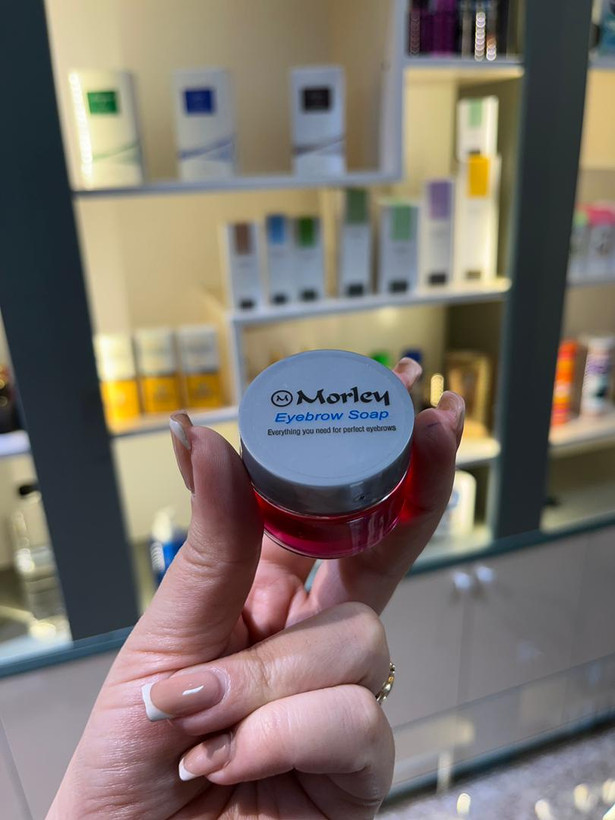 M Morley
Eyebrow Soap
Everything you need for perfect eyebrows